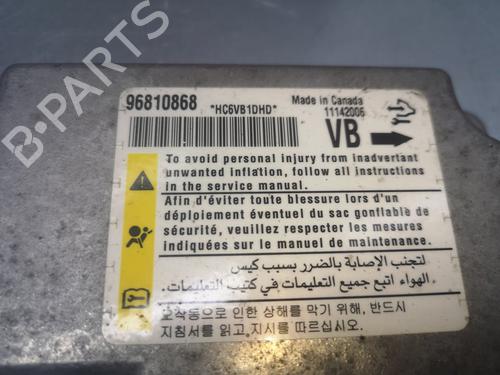 B-PARTS
96810868
*HC6VB1DHD*
Made in Canada
11142006
VB
To avoid personal injury from inadvertant
unwanted inflation, follow all instructions
in the service manual.
Afin d'éviter toute blessure lors d'un
déploiement éventuel du sac gonflable de
sécurité, veuillez respecter les mesures
indiquées sur le manuel de maintenance.
لتجنب الإصابة بالضرر بسبب كيس
الهواء اتبع جميع التعليمات في كتيب التعليمات.
오작동으로 인한 상해를 막기 위해, 반드시
지침서를 읽고, 지시를 따르십시오.